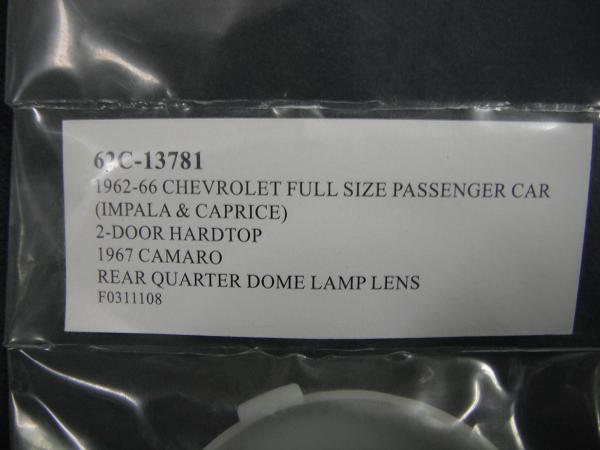 62C-13781
1962-66 CHEVROLET FULL SIZE PASSENGER CAR
(IMPALA & CAPRICE)
2-DOOR HARDTOP
1967 CAMARO
REAR QUARTER DOME LAMP LENS
F0311108